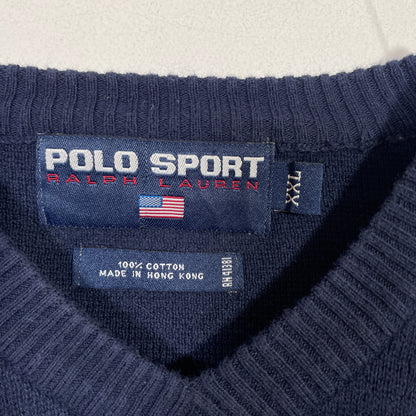 POLO SPORT
RALPH LAUREN
XXL
100% COTTON
MADE IN HONG KONG
RN 41381